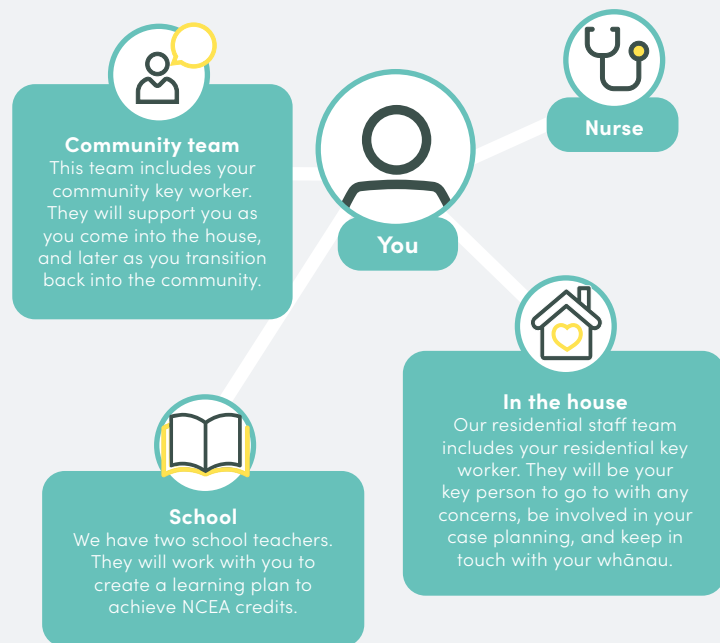 Community team
This team includes your
community key worker.
They will support you as
you come into the house,
and later as you transition
back into the community.
You
Nurse
In the house
Our residential staff team
includes your residential key
worker. They will be your
key person to go to with any
concerns, be involved in your
case planning, and keep in
touch with your whānau.
School
We have two school teachers.
They will work with you to
create a learning plan to
achieve NCEA credits.